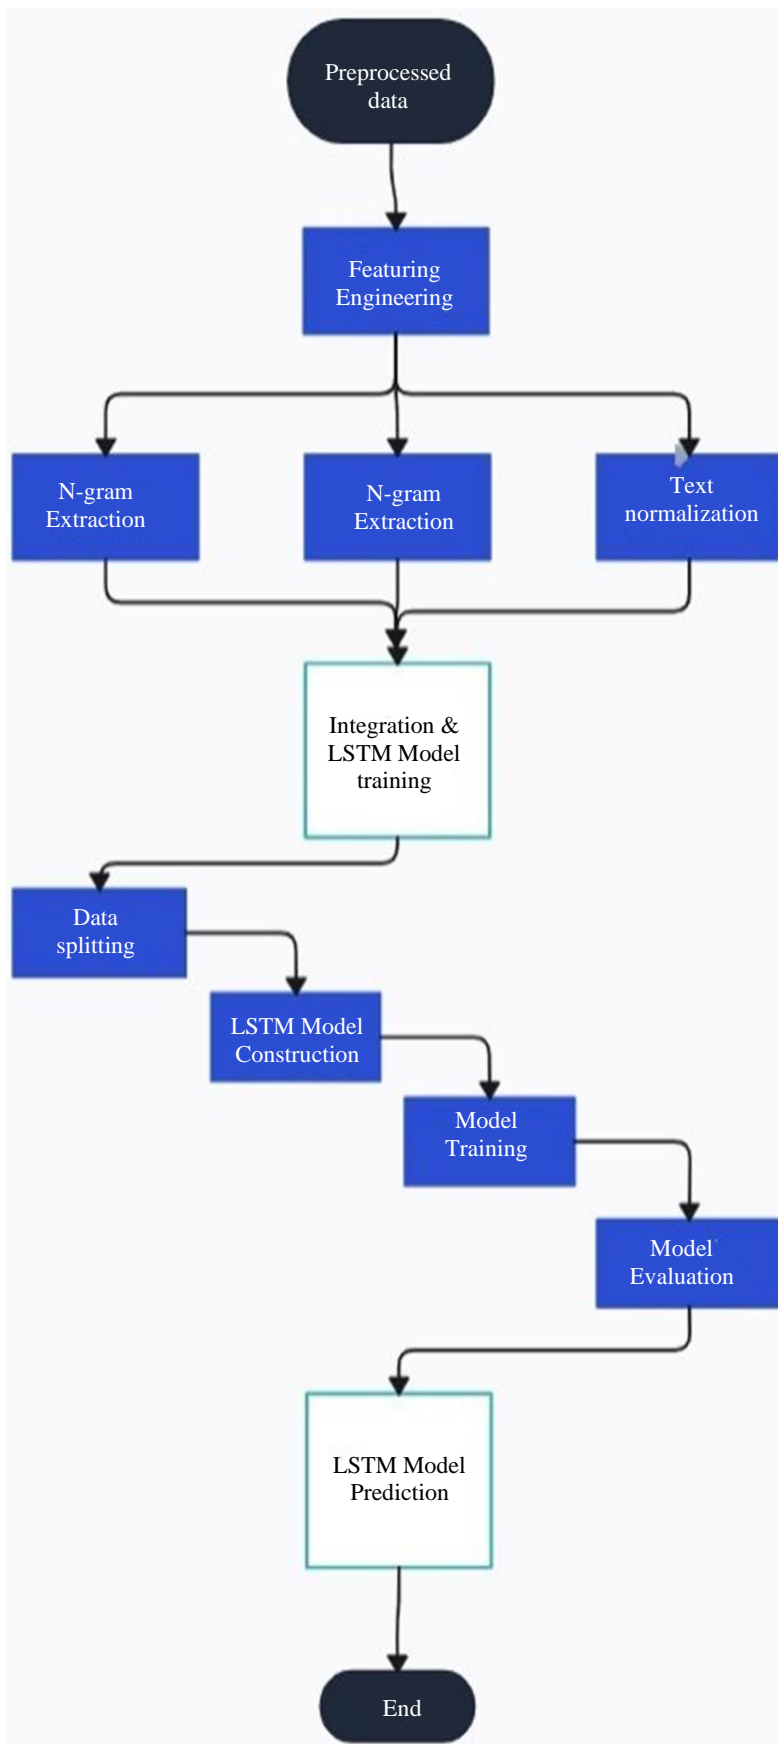 Preprocessed
data
Featuring
Engineering
N-gram
Extraction
N-gram
Extraction
Text
normalization
Integration &
LSTM Model
training
Data
splitting
LSTM Model
Construction
Model
Training
Model
Evaluation
LSTM Model
Prediction
End